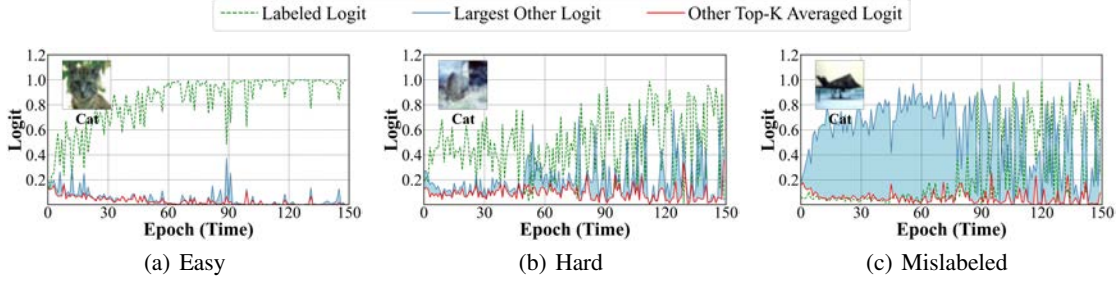 Labeled Logit Largest Other Logit Other Top-K Averaged Logit
1.2 1.2 1.2
1.0 1.0 1.0
0.8 0.8 0.8
Cat Cat Cat
Logit Logit Logit
0.6 0.6 0.6
0.4 0.4 0.4
0.2 0.2 0.2
0 30 60 90 120 150 0 30 60 90 120 150 0 30 60 90 120 150
Epoch (Time) Epoch (Time) Epoch (Time)
(a) Easy (b) Hard (c) Mislabeled